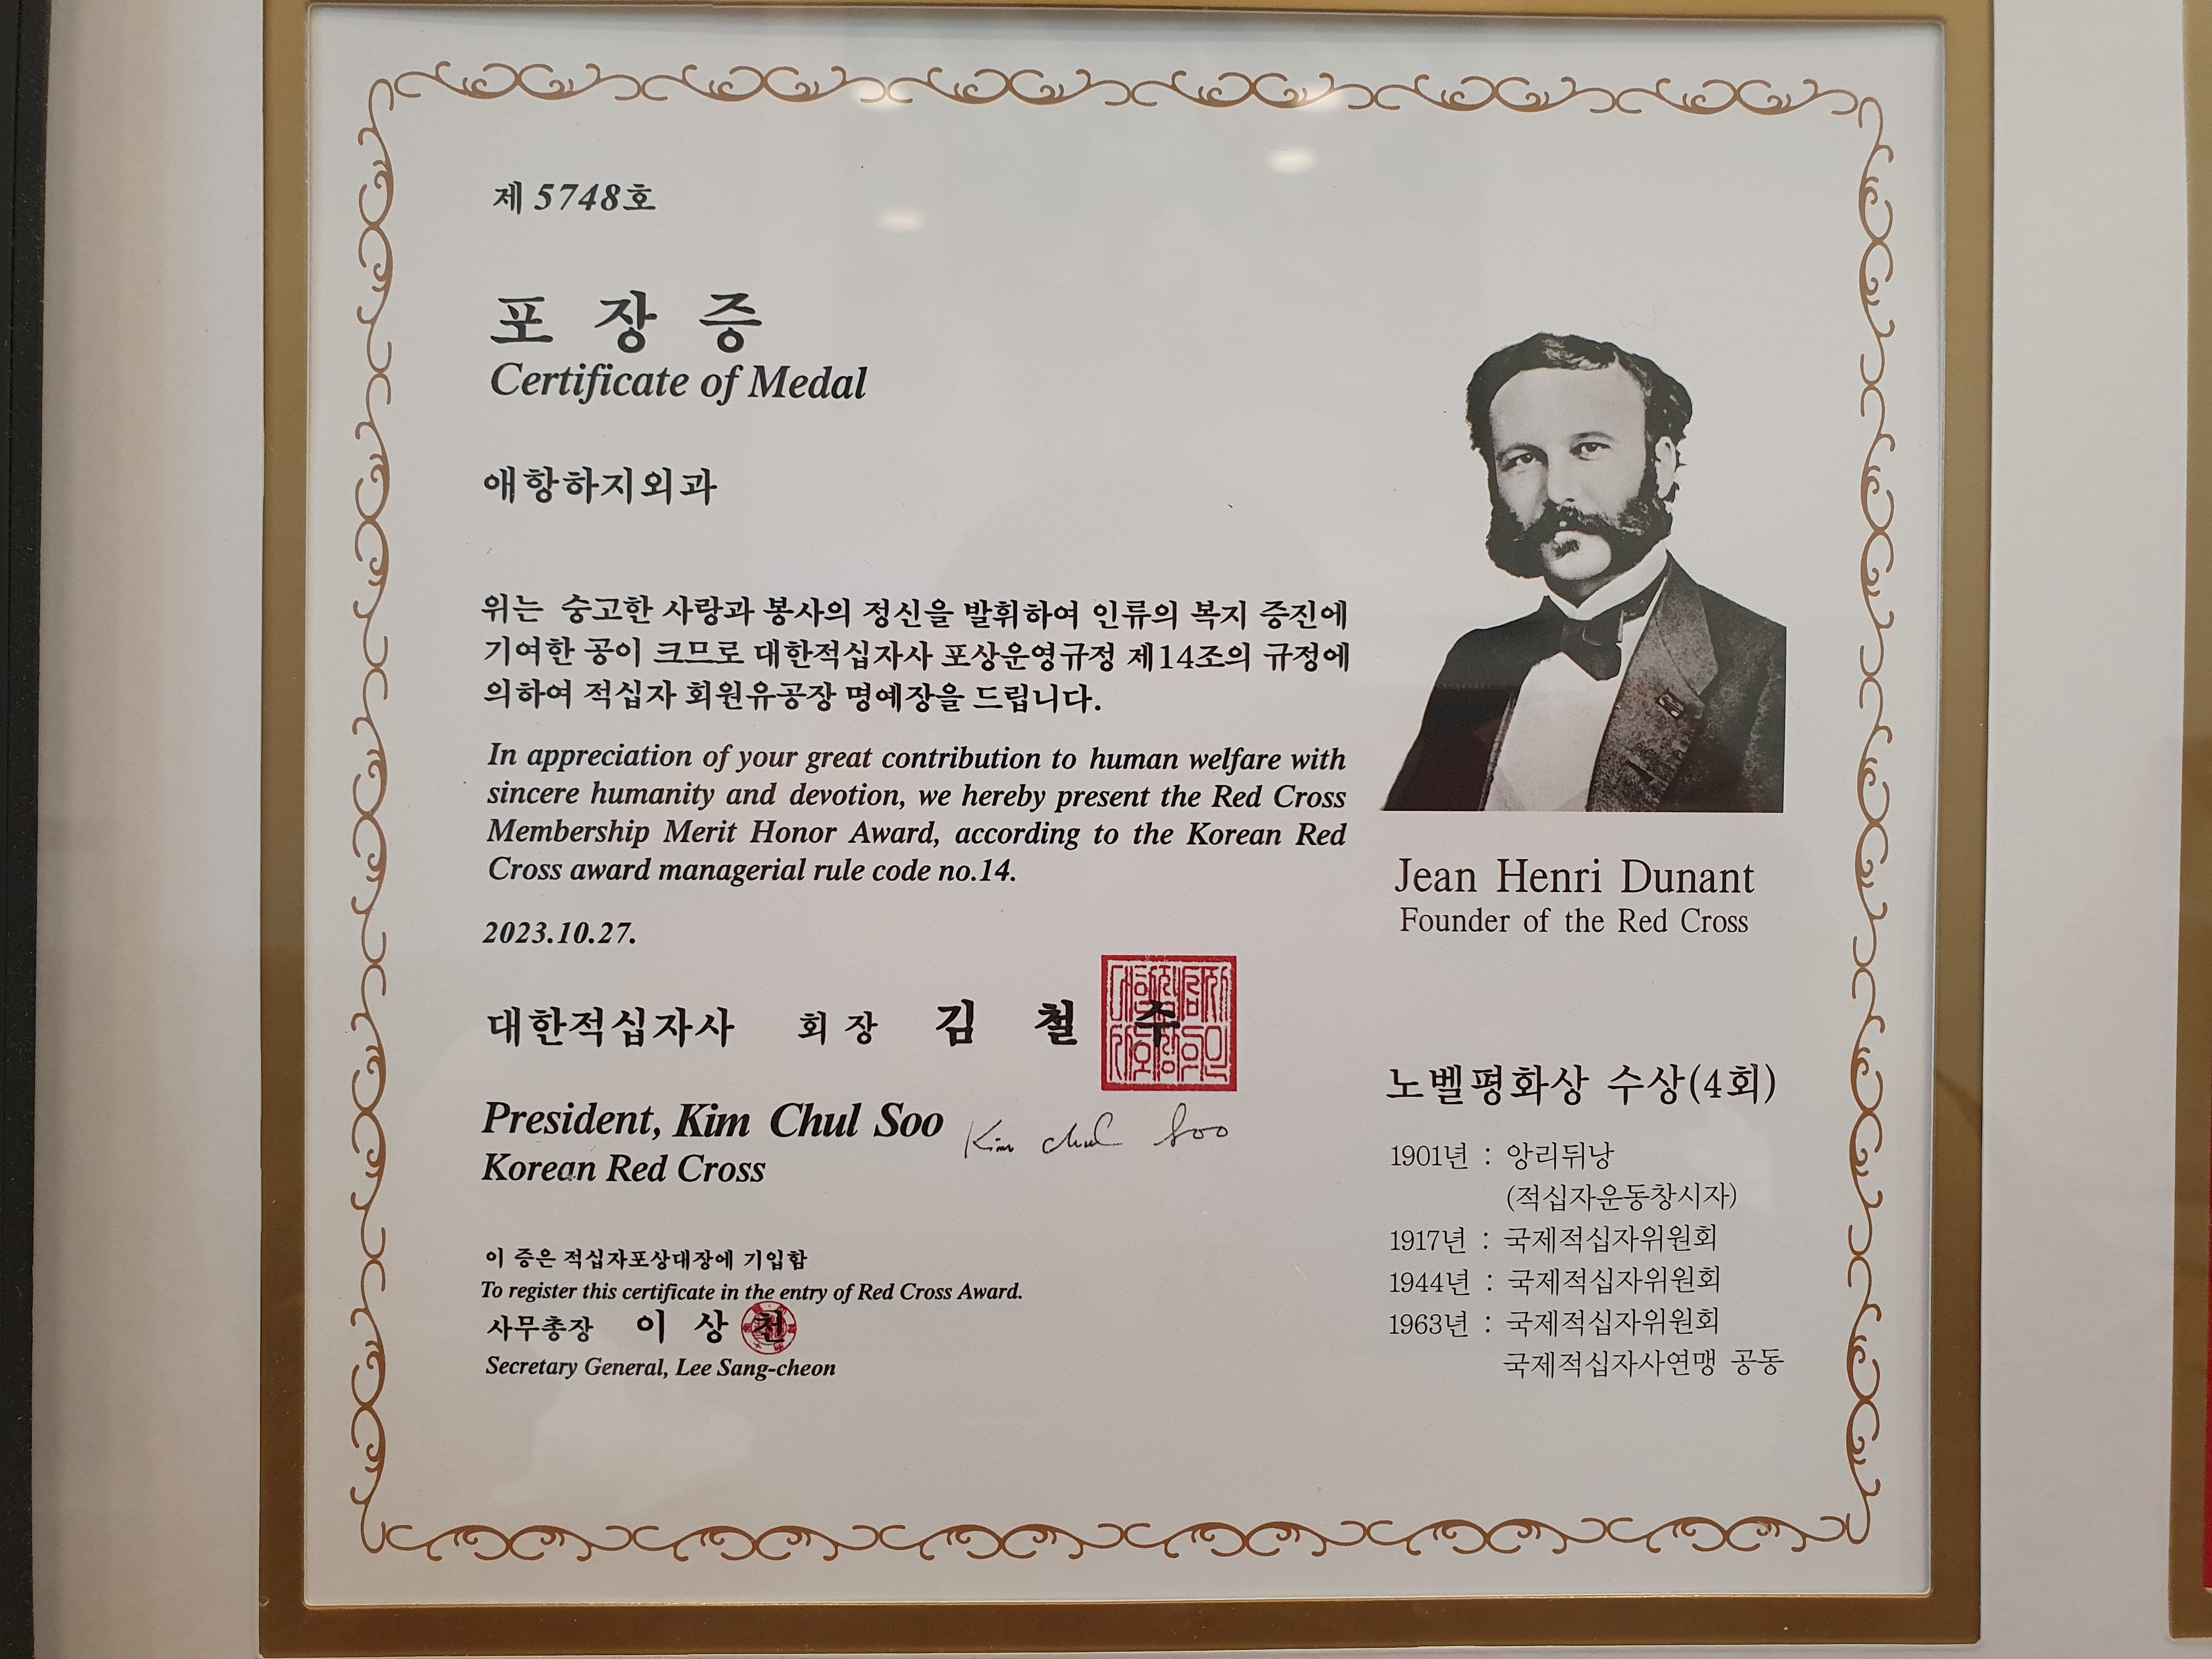 제 5748호
포 장 증
Certificate of Medal
애항하지외과
위는 숭고한 사랑과 봉사의 정신을 발휘하여 인류의 복지 증진에
기여한 공이 크므로 대한적십자사 포상운영규정 제14조의 규정에
의하여 적십자 회원유공장 명예장을 드립니다.
In appreciation of your great contribution to human welfare with
sincere humanity and devotion, we hereby present the Red Cross
Membership Merit Honor Award, according to the Korean Red
Cross award managerial rule code no.14.
2023.10.27.
대한적십자사 회 장 김 철 수
President, Kim Chul Soo Kim Chul Soo
Korean Red Cross
이 증은 적십자포상대장에 기입함
To register this certificate in the entry of Red Cross Award.
사무총장 이 상 천
Secretary General, Lee Sang-cheon
Jean Henri Dunant
Founder of the Red Cross
노벨평화상 수상(4회)
1901년 : 앙리뒤낭
(적십자운동창시자)
1917년 : 국제적십자위원회
1944년 : 국제적십자위원회
1963년 : 국제적십자위원회
국제적십자사연맹 공동